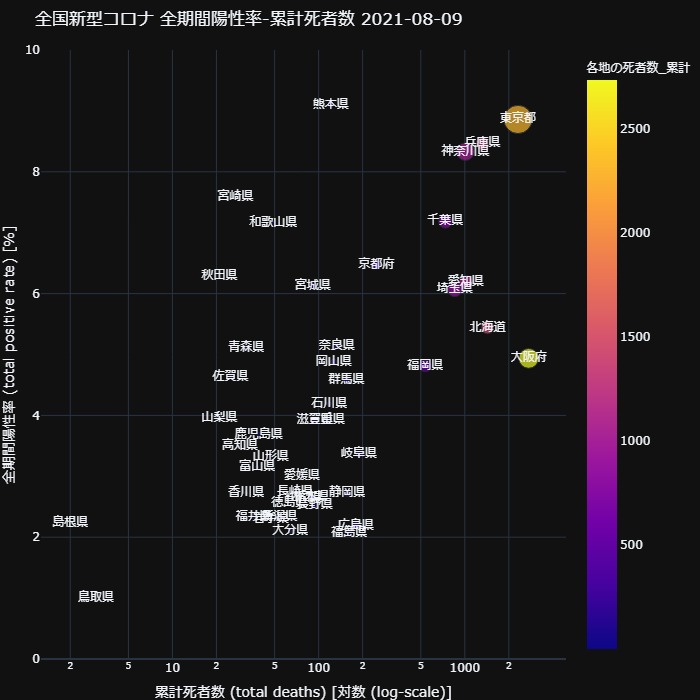 全国新型コロナ 全期間陽性率-累計死者数 2021-08-09
各地の死者数_累計
10
熊本県
東京都
2500
兵庫県
神奈川県
8
宮崎県
和歌山県
千葉県
2000
京都府
秋田県
愛知県
宮城県
埼玉県
6
北海道
1500
青森県
奈良県
大阪府
岡山県
福岡県
佐賀県
群馬県
石川県
4
山梨県
滋賀県
1000
鹿児島県
高知県
岐阜県
山形県
富山県
愛媛県
香川県
長崎県
静岡県
長野県
福井県
島根県
広島県
2
大分県
福島県
500
鳥取県
0
2
5
10
2
5
100
2
5
1000
2
全期間陽性率 (total positive rate) [%]
累計死者数 (total deaths) [対数 (log-scale)]